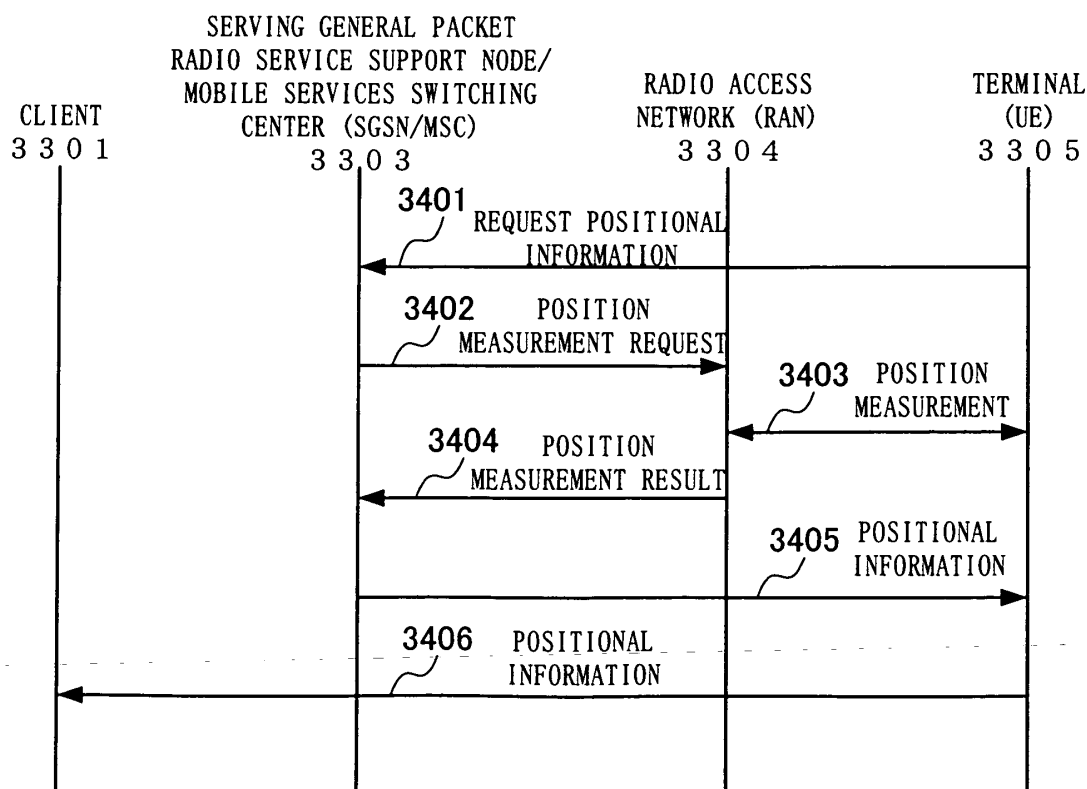 SERVING GENERAL PACKET
RADIO SERVICE SUPPORT NODE/
MOBILE SERVICES SWITCHING
CENTER (SGSN/MSC)
3303
CLIENT
3301
RADIO ACCESS
NETWORK (RAN)
3304
TERMINAL
(UE)
3305
3401
REQUEST POSITIONAL
INFORMATION
3402
POSITION
MEASUREMENT REQUEST
3403
POSITION
MEASUREMENT
3404
POSITION
MEASUREMENT RESULT
3405
POSITIONAL
INFORMATION
3406
POSITIONAL
INFORMATION